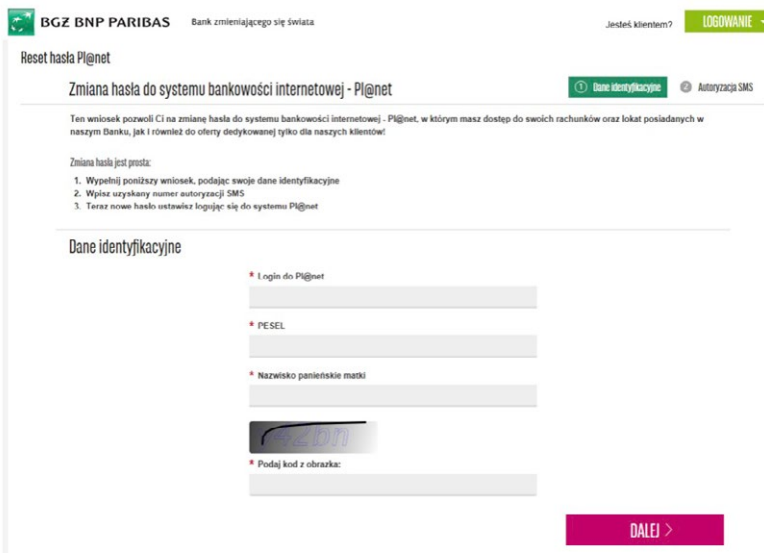 BGŻ BNP PARIBAS Bank zmieniającego się świata Jesteś klientem? LOGOWANIE
Reset hasła Pl@net
Zmiana hasła do systemu bankowości internetowej - Pl@net 1 Dane identyfikacyjne 2 Autoryzacja SMS
Ten wniosek pozwoli Ci na zmianę hasła do systemu bankowości internetowej - Pl@net, w którym masz dostęp do swoich rachunków oraz lokat posiadanych w
naszym Banku, jak i również do oferty dedykowanej tylko dla naszych klientów!
Zmiana hasła jest prosta:
1. Wypełnij poniższy wniosek, podając swoje dane identyfikacyjne
2. Wpisz uzyskany numer autoryzacji SMS
3. Teraz nowe hasło ustawisz logując się do systemu Pl@net
Dane identyfikacyjne
* Login do Pl@net
* PESEL
* Nazwisko panieńskie matki
* Podaj kod z obrazka:
DALEJ >